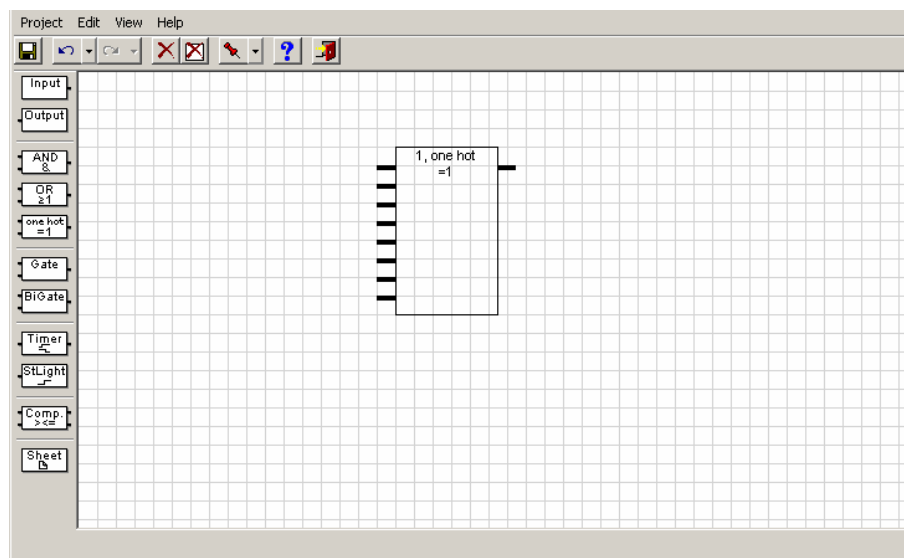 Project Edit View Help
Input
Output
AND
&
OR
≥1
one hot
=1
Gate
BiGate
Timer
StLight
Comp.
><=
Sheet
1, one hot
=1